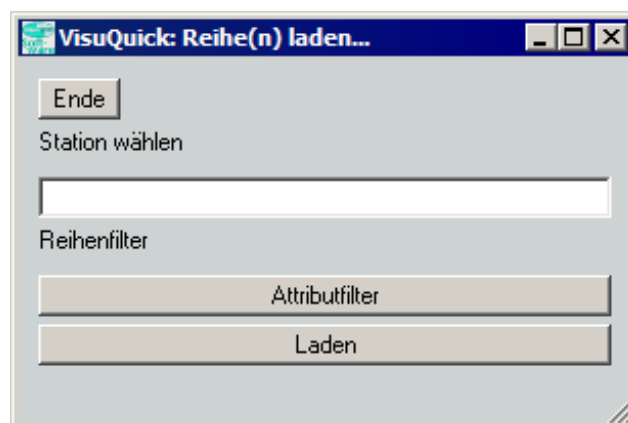 VisuQuick: Reihe(n) laden...
Ende
Station wählen
Reihenfilter
Attributfilter
Laden